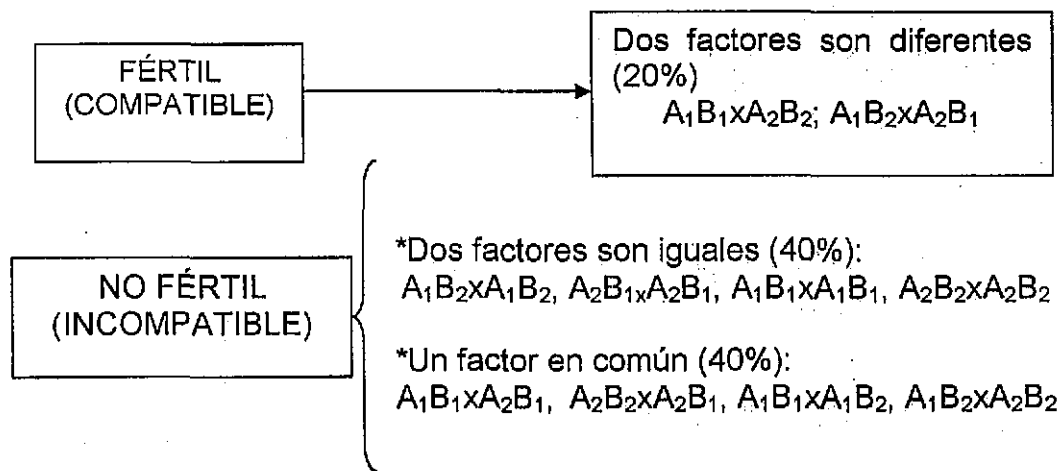 FÉRTIL
(COMPATIBLE)
Dos factores son diferentes
(20%)
A₁B₁xA₂B₂; A₁B₂xA₂B₁
NO FÉRTIL
(INCOMPATIBLE)
*Dos factores son iguales (40%):
A₁B₂xA₁B₂, A₂B₁ₓA₂B₁, A₁B₁xA₁B₁, A₂B₂xA₂B₂
*Un factor en común (40%):
A₁B₁xA₂B₁, A₂B₂xA₂B₁, A₁B₁xA₁B₂, A₁B₂xA₂B₂